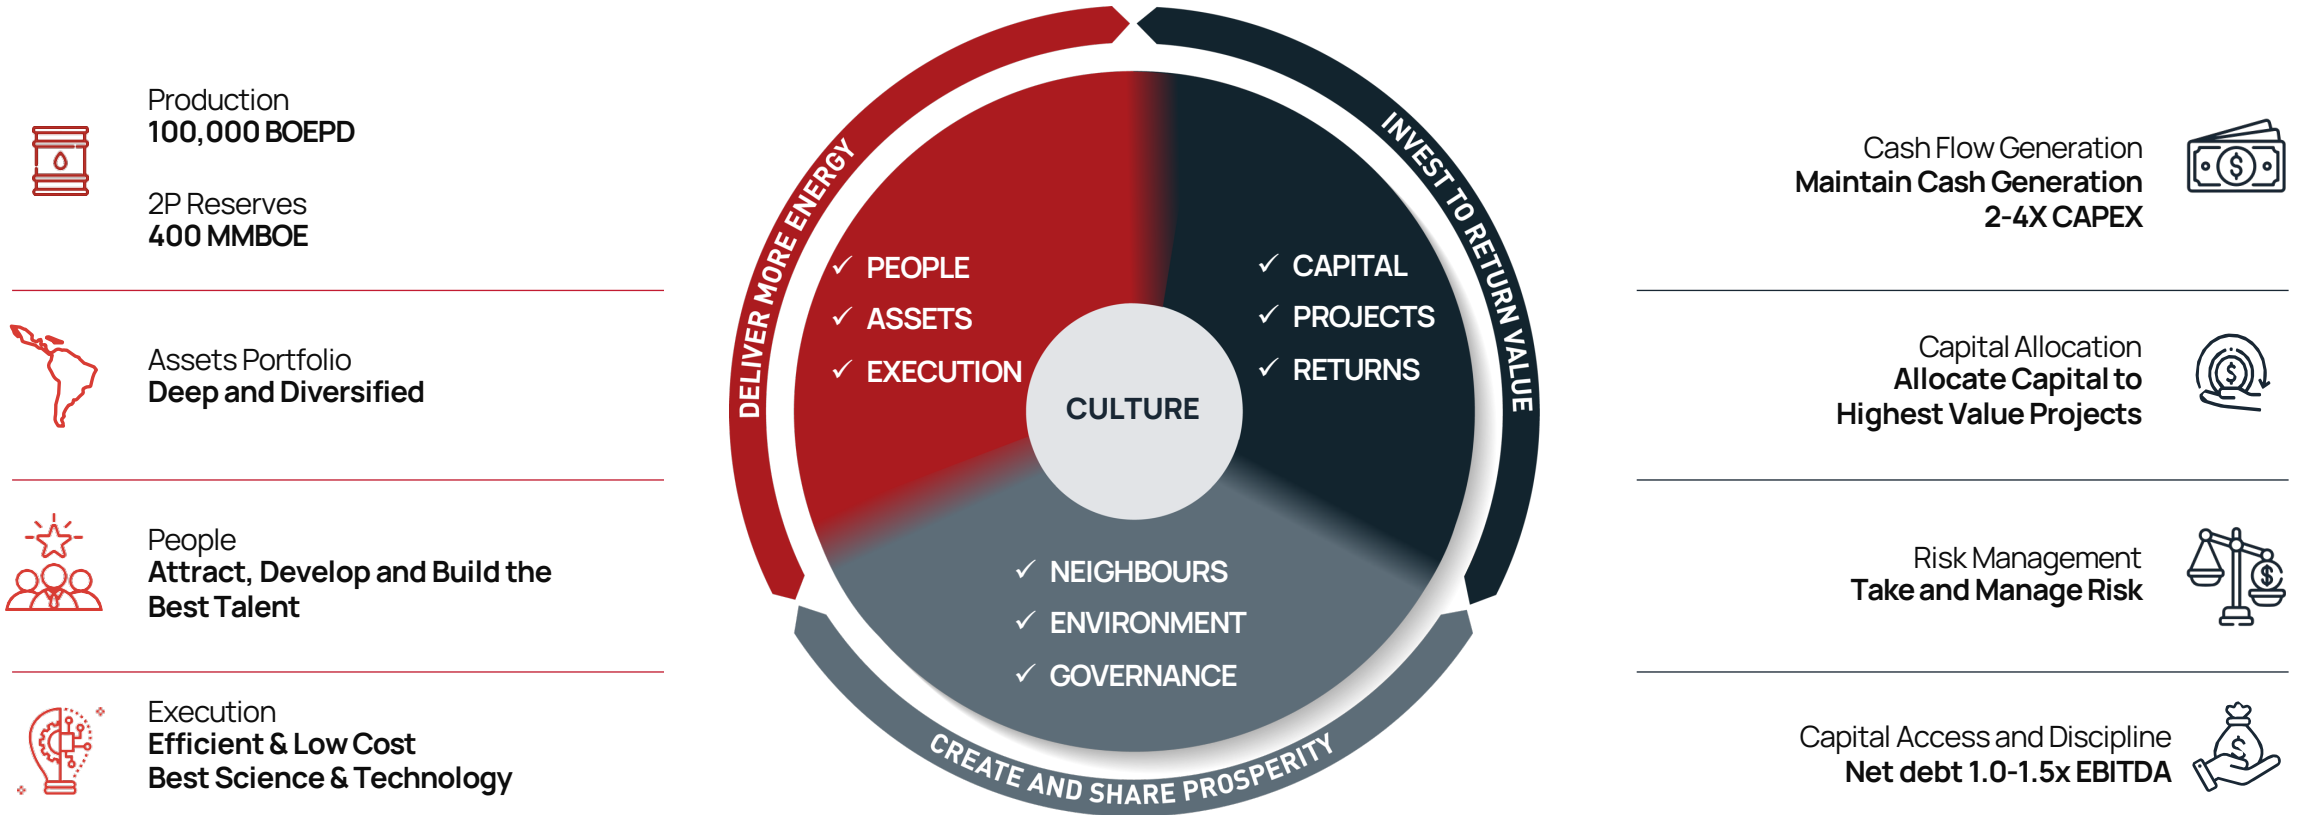 Production
100,000 BOEPD
2P Reserves
400 MMBOE
Assets Portfolio
Deep and Diversified
People
Attract, Develop and Build the
Best Talent
Execution
Efficient & Low Cost
Best Science & Technology
DELIVER MORE ENERGY
PEOPLE
ASSETS
EXECUTION
INVEST TO RETURN VALUE
CAPITAL
PROJECTS
RETURNS
CULTURE
NEIGHBOURS
ENVIRONMENT
GOVERNANCE
CREATE AND SHARE PROSPERITY
Cash Flow Generation
Maintain Cash Generation
2-4X CAPEX
Capital Allocation
Allocate Capital to
Highest Value Projects
Risk Management
Take and Manage Risk
Capital Access and Discipline
Net debt 1.0-1.5x EBITDA